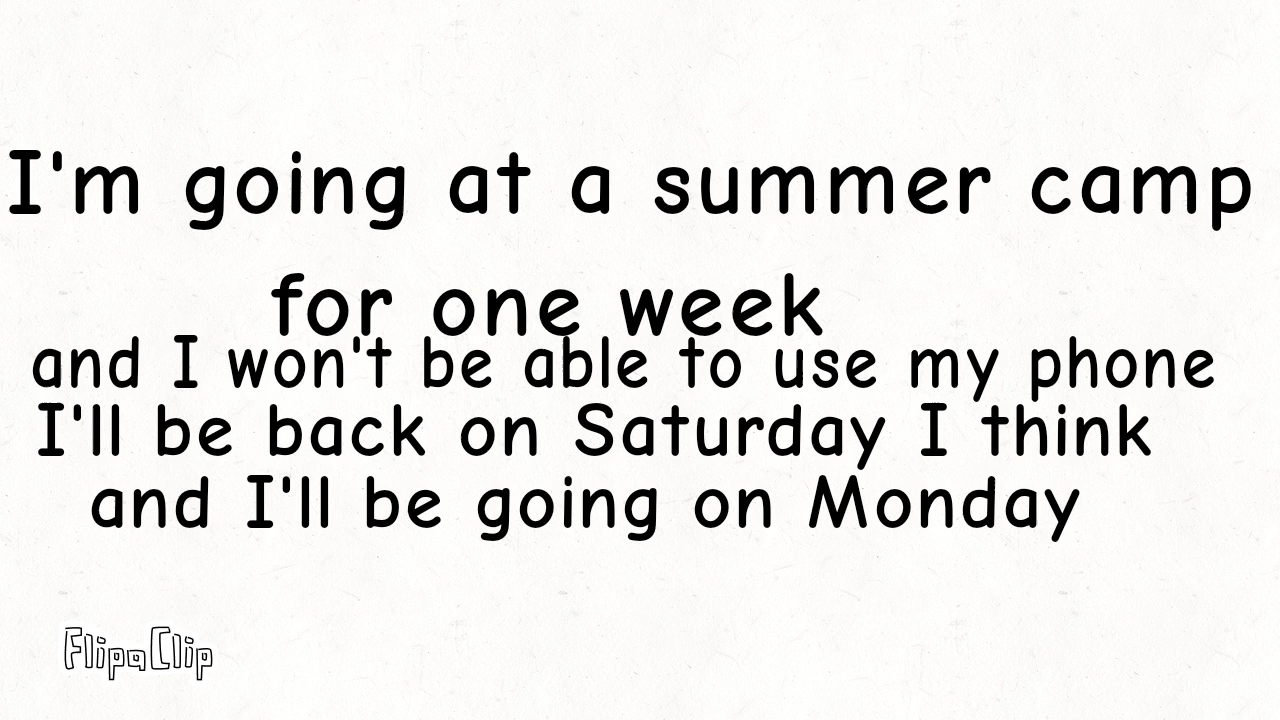 I'm going at a summer camp
for one week
and I won't be able to use my phone
I'll be back on Saturday I think
and I'll be going on Monday
FlipaClip